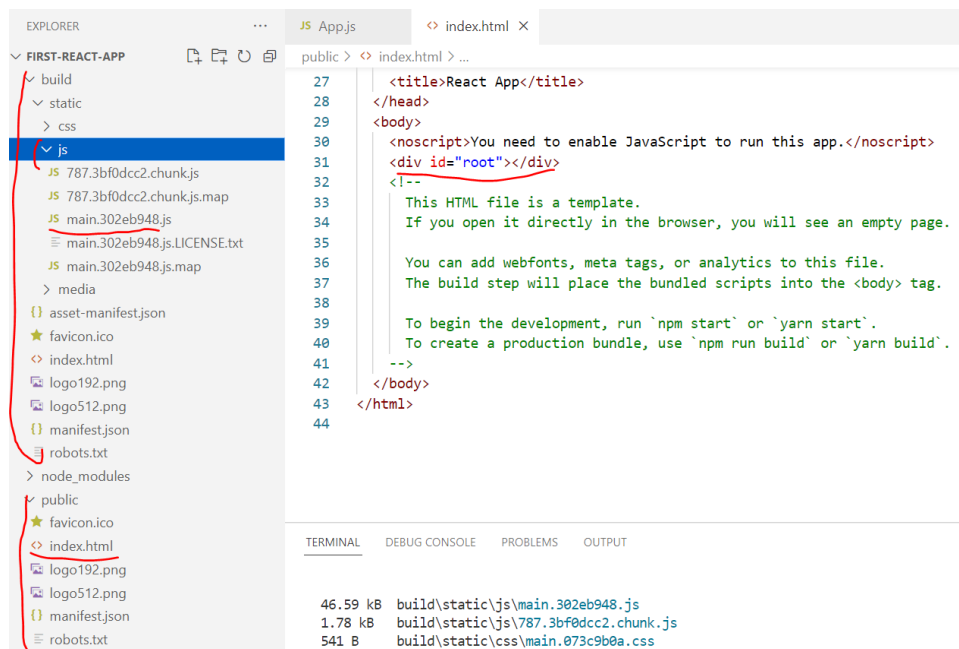 EXPLORER
FIRST-REACT-APP
build
static
css
js
787.3bf0dcc2.chunk.js
787.3bf0dcc2.chunk.js.map
main.302eb948.js
main.302eb948.js.LICENSE.txt
main.302eb948.js.map
media
asset-manifest.json
favicon.ico
index.html
logo192.png
logo512.png
manifest.json
robots.txt
node_modules
public
favicon.ico
index.html
logo192.png
logo512.png
manifest.json
robots.txt
JS App.js
<> index.html ×
public > <> index.html > ...
27 <title>React App</title>
28 </head>
29 <body>
30 <noscript>You need to enable JavaScript to run this app.</noscript>
31 <div id="root"></div>
32 <!--
33 This HTML file is a template.
34 If you open it directly in the browser, you will see an empty page.
35
36 You can add webfonts, meta tags, or analytics to this file.
37 The build step will place the bundled scripts into the <body> tag.
38
39 To begin the development, run `npm start` or `yarn start`.
40 To create a production bundle, use `npm run build` or `yarn build`.
41 -->
42 </body>
43 </html>
44
TERMINAL DEBUG CONSOLE PROBLEMS OUTPUT
46.59 kB build\static\js\main.302eb948.js
1.78 kB build\static\js\787.3bf0dcc2.chunk.js
541 B build\static\css\main.073c9b0a.css